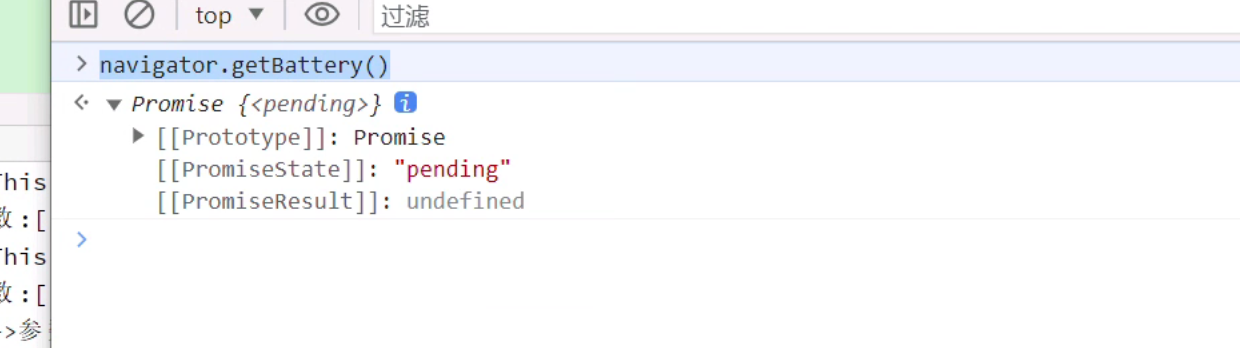 top
过滤
navigator.getBattery()
Promise {<pending>}
[[Prototype]]: Promise
[[PromiseState]]: "pending"
[[PromiseResult]]: undefined
This
数:[
This
数:[
>参